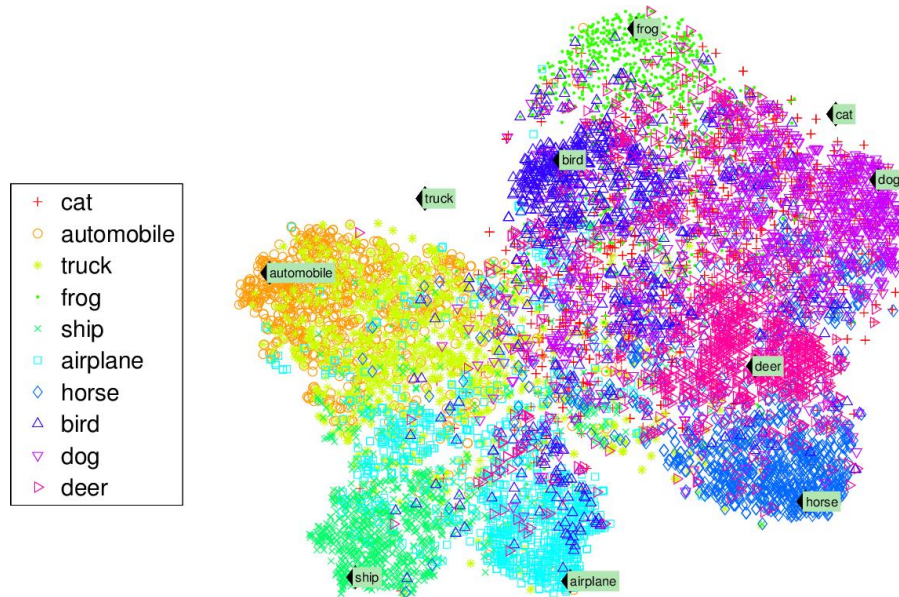 cat
automobile
truck
frog
ship
airplane
horse
bird
dog
deer
frog
cat
bird
dog
truck
automobile
deer
horse
ship
airplane